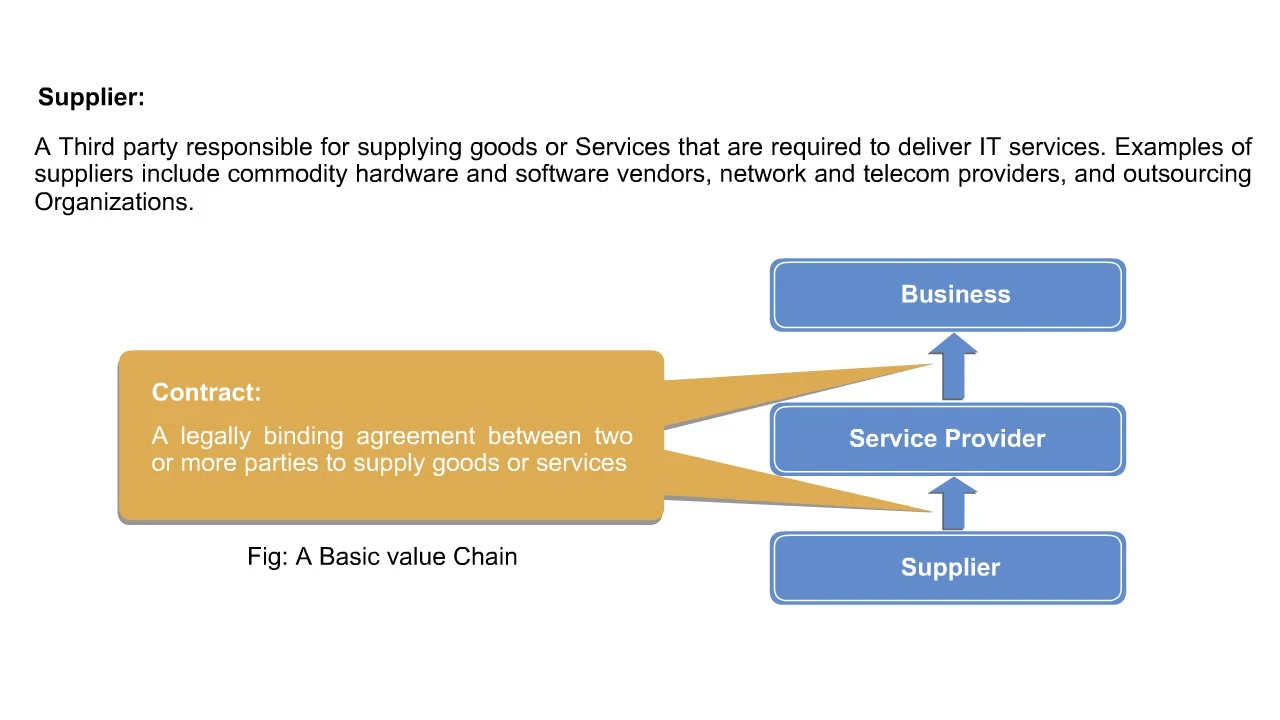 Supplier:
A Third party responsible for supplying goods or Services that are required to deliver IT services. Examples of
suppliers include commodity hardware and software vendors, network and telecom providers, and outsourcing
Organizations.
Business
Contract:
A legally binding agreement between two
or more parties to supply goods or services
Service Provider
Fig: A Basic value Chain
Supplier